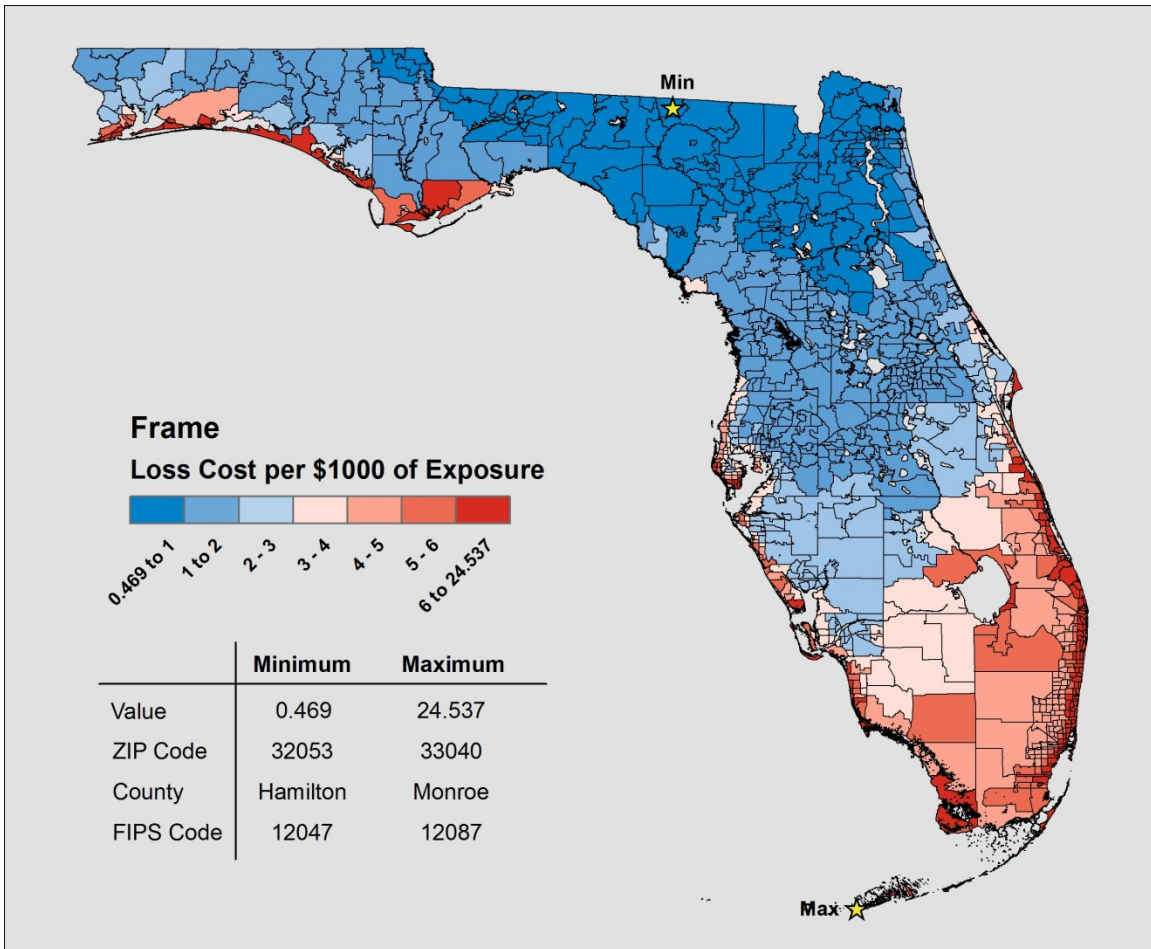 Min
Frame
Loss Cost per $1000 of Exposure
0.469 to 1
1 to 2
2 - 3
3 - 4
4 - 5
5 - 6
6 to 24.537
Minimum Maximum
Value 0.469 24.537
ZIP Code 32053 33040
County Hamilton Monroe
FIPS Code 12047 12087
Max